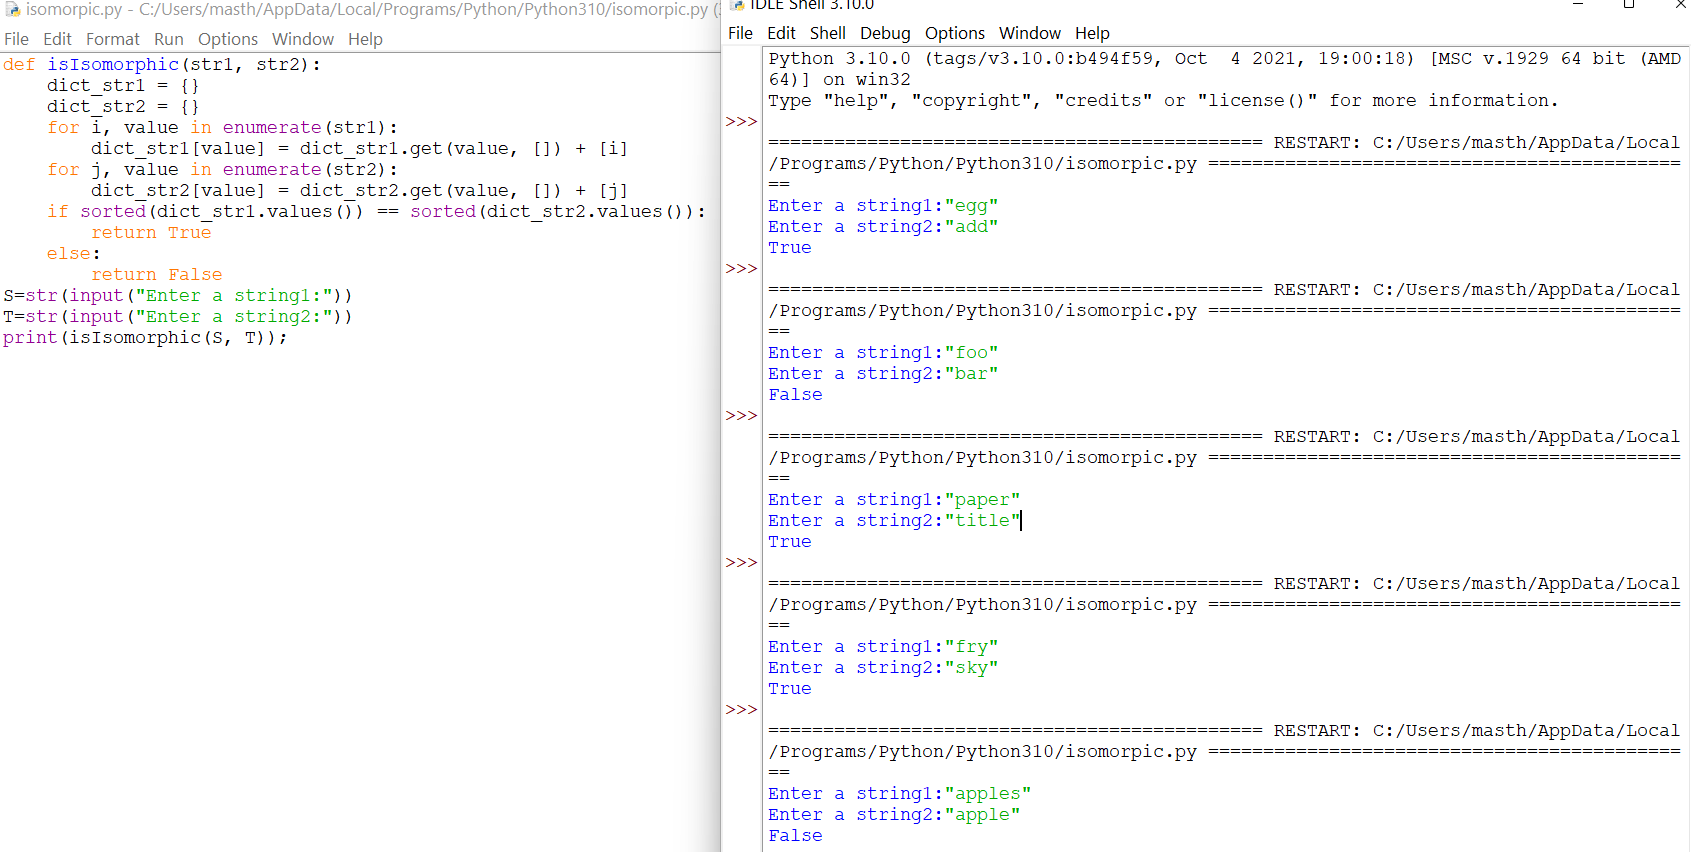 isomorpic.py - C:/Users/masth/AppData/Local/Programs/Python/Python310/isomorpic.py
File Edit Format Run Options Window Help
def isIsomorphic(str1, str2):
    dict_str1 = {}
    dict_str2 = {}
    for i, value in enumerate(str1):
        dict_str1[value] = dict_str1.get(value, []) + [i]
    for j, value in enumerate(str2):
        dict_str2[value] = dict_str2.get(value, []) + [j]
    if sorted(dict_str1.values()) == sorted(dict_str2.values()):
        return True
    else:
        return False
S=str(input("Enter a string1:"))
T=str(input("Enter a string2:"))
print(isIsomorphic(S, T));
IDLE Shell 3.10.0
File Edit Shell Debug Options Window Help
Python 3.10.0 (tags/v3.10.0:b494f59, Oct  4 2021, 19:00:18) [MSC v.1929 64 bit (AMD
64)] on win32
Type "help", "copyright", "credits" or "license()" for more information.
>>>
============================================= RESTART: C:/Users/masth/AppData/Local
/Programs/Python/Python310/isomorpic.py ===========================================
==
Enter a string1:"egg"
Enter a string2:"add"
True
>>>
============================================= RESTART: C:/Users/masth/AppData/Local
/Programs/Python/Python310/isomorpic.py ===========================================
==
Enter a string1:"foo"
Enter a string2:"bar"
False
>>>
============================================= RESTART: C:/Users/masth/AppData/Local
/Programs/Python/Python310/isomorpic.py ===========================================
==
Enter a string1:"paper"
Enter a string2:"title"
True
>>>
============================================= RESTART: C:/Users/masth/AppData/Local
/Programs/Python/Python310/isomorpic.py ===========================================
==
Enter a string1:"fry"
Enter a string2:"sky"
True
>>>
============================================= RESTART: C:/Users/masth/AppData/Local
/Programs/Python/Python310/isomorpic.py ===========================================
==
Enter a string1:"apples"
Enter a string2:"apple"
False